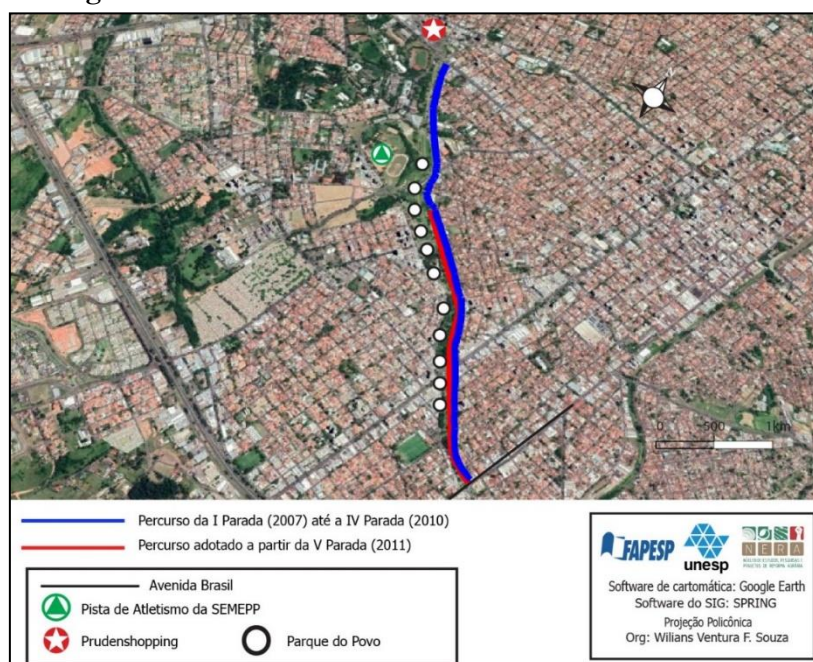 0 500 1km
Percurso da I Parada (2007) até a IV Parada (2010)
Percurso adotado a partir da V Parada (2011)
Avenida Brasil
Pista de Atletismo da SEMEPP
Prudenshopping
Parque do Povo
FAPESP
unesp
NERA
Software de cartomática: Google Earth
Software do SIG: SPRING
Projeção Policônica
Org: Wilians Ventura F. Souza